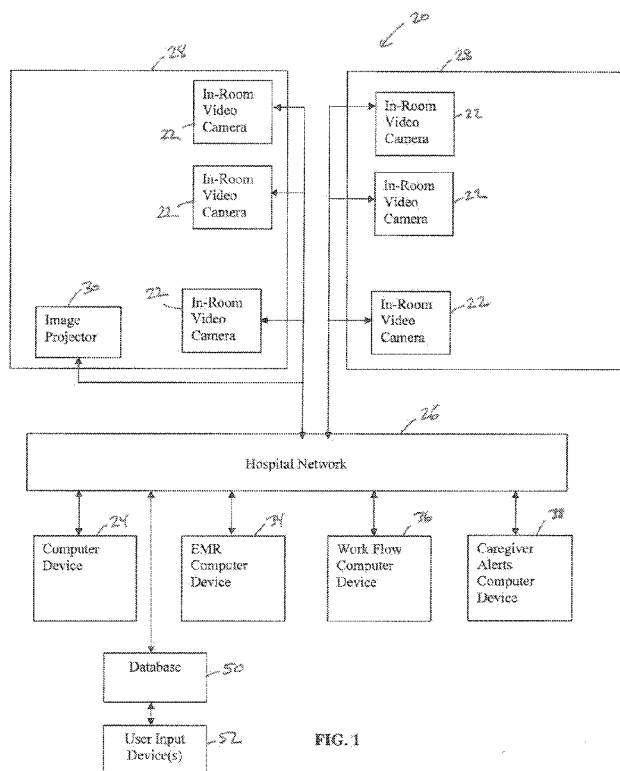 20
28
28
In-Room
Video
Camera
22
In-Room
Video
Camera
22
In-Room
Video
Camera
22
In-Room
Video
Camera
22
30
Image
Projector
22
In-Room
Video
Camera
In-Room
Video
Camera
22
26
Hospital Network
24
Computer
Device
34
EMR
Computer
Device
36
Work Flow
Computer
Device
38
Caregiver
Alerts
Computer
Device
Database
50
User Input
Device(s)
52
FIG. 1